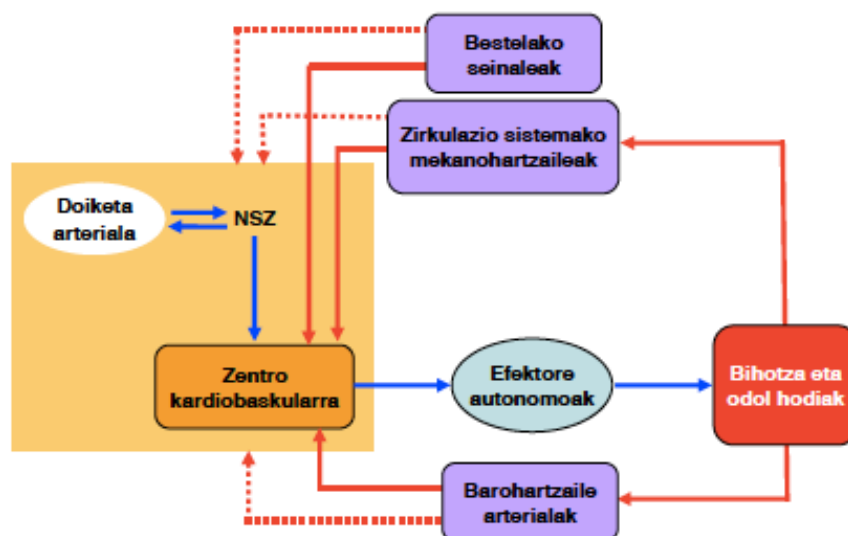 Bestelako
seinaleak
Zirkulazio sistemako
mekanohartzaileak
Doiketa
arteriala
NSZ
Zentro
kardiobaskularra
Efektore
autonomoak
Bihotza eta
odol hodiak
Barohartzaile
arterialak